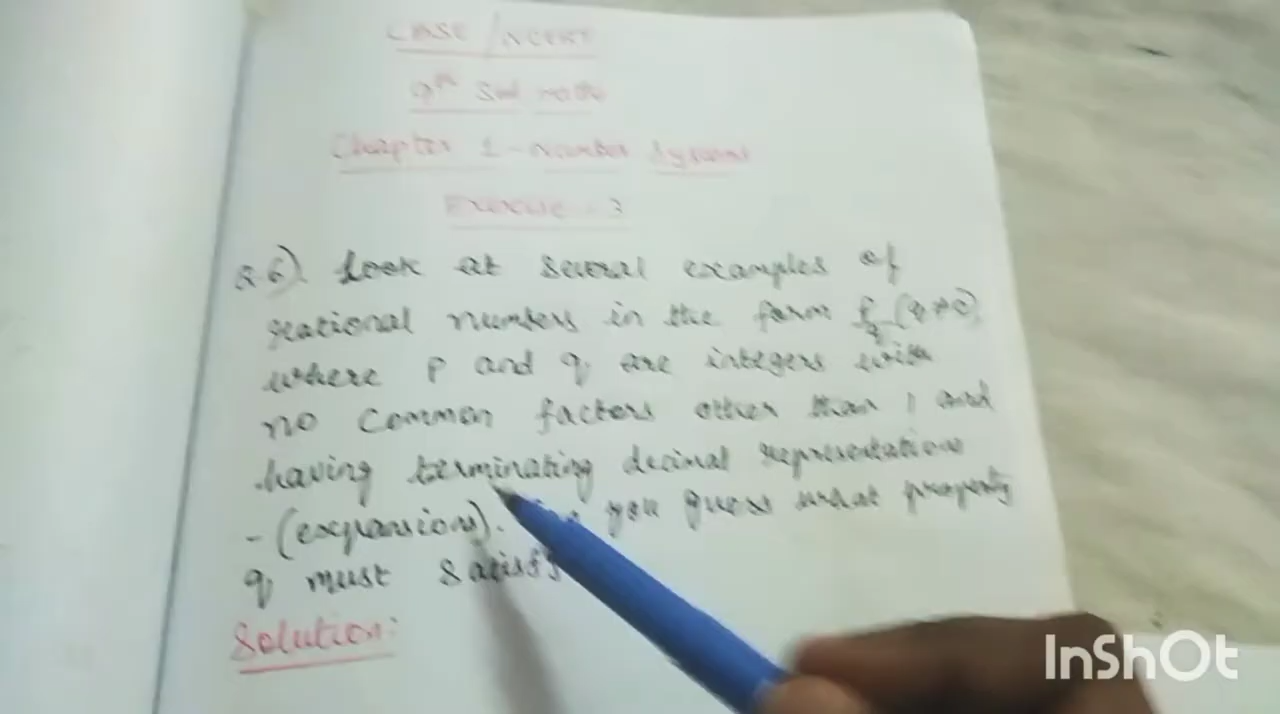 CBSE / NCERT
9th Std maths
Chapter 1 - Number Systems
Exercise - 3
Q.6). Look at several examples of
rational numbers in the form p/q (q≠0),
where p and q are integers with
no common factors other than 1 and
having terminating decimal representation
- (expansions). you guess what property
q must satisfy
Solution:
InShOt